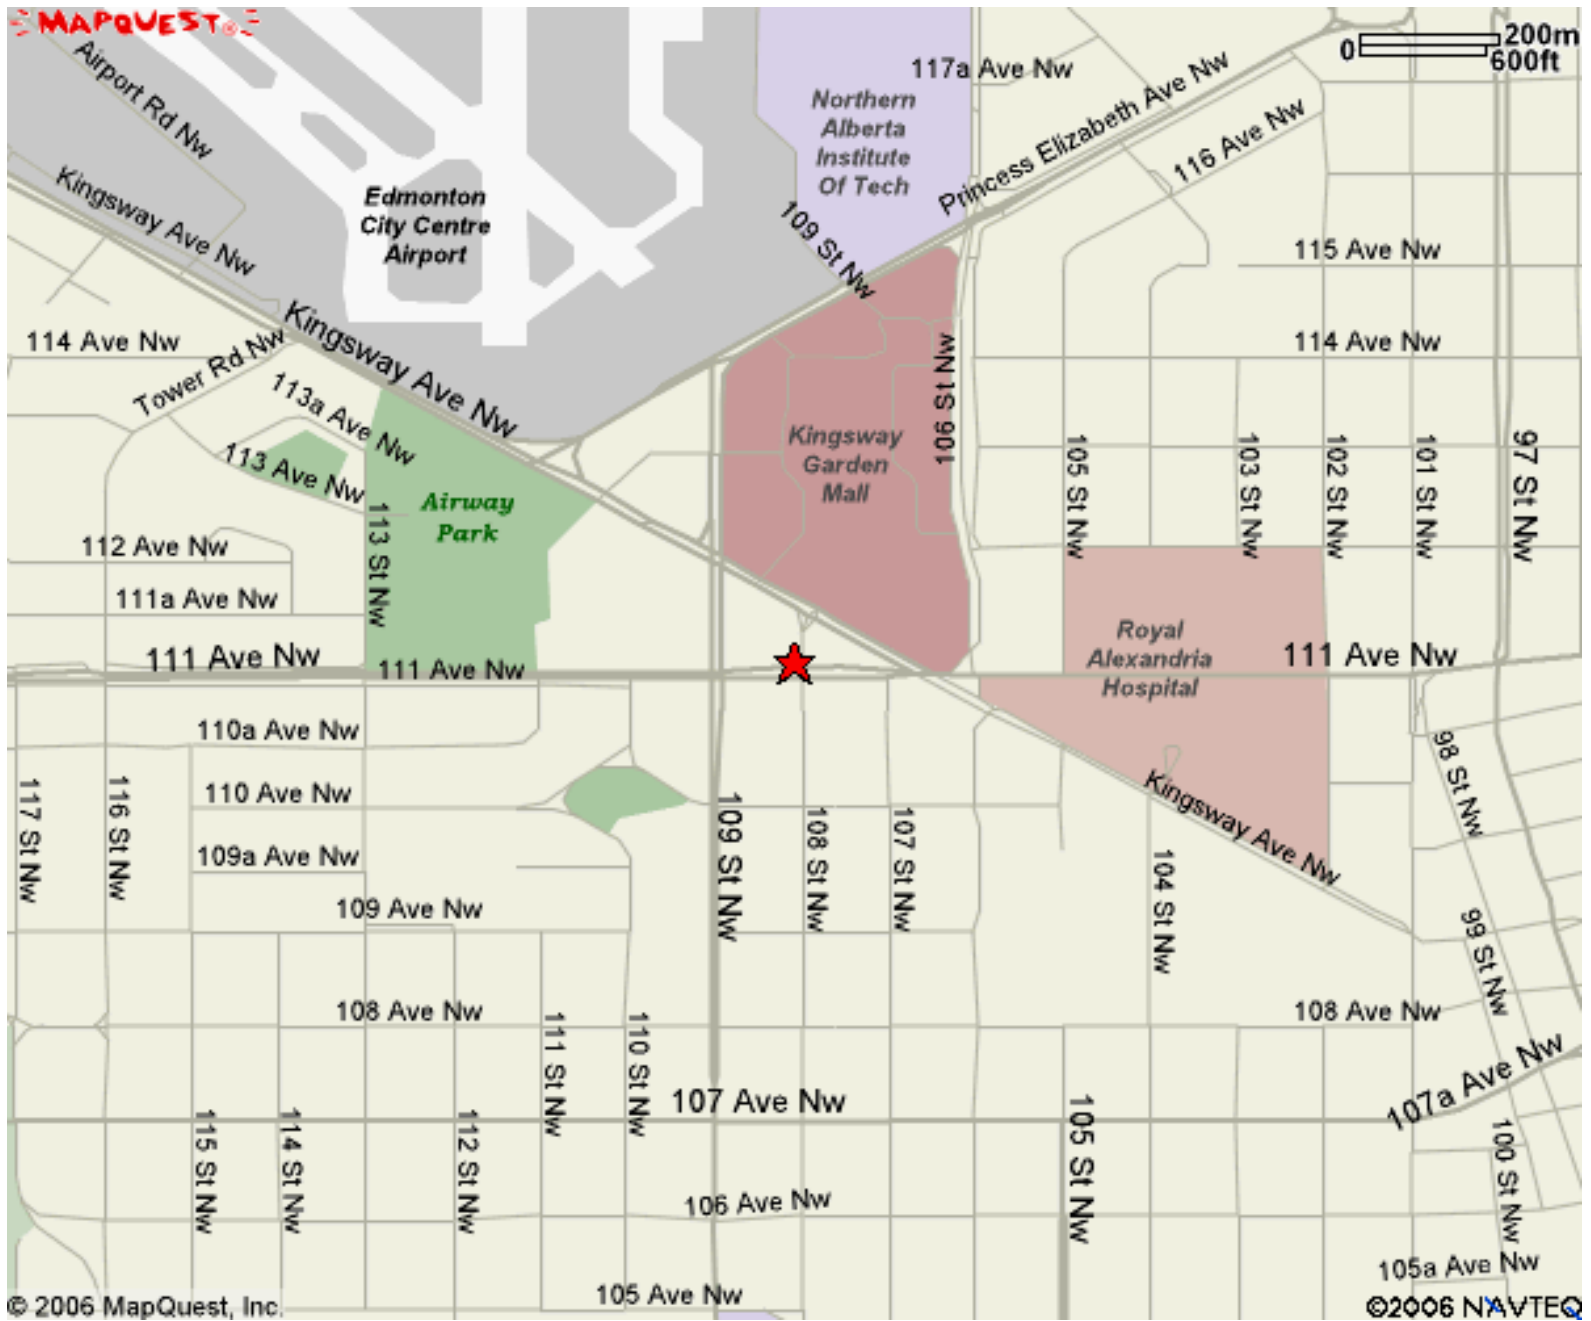 MAPQUEST®
0 200m
600ft
117a Ave Nw
Airport Rd Nw
Northern
Alberta
Institute
Of Tech
Princess Elizabeth Ave Nw
116 Ave Nw
Kingsway Ave Nw
Edmonton
City Centre
Airport
109 St Nw
115 Ave Nw
Kingsway Ave Nw
114 Ave Nw
Tower Rd Nw
114 Ave Nw
106 St Nw
113a Ave Nw
113 Ave Nw
Kingsway
Garden
Mall
105 St Nw
103 St Nw
102 St Nw
101 St Nw
97 St Nw
Airway
Park
113 St Nw
112 Ave Nw
111a Ave Nw
111 Ave Nw
111 Ave Nw
Royal
Alexandria
Hospital
111 Ave Nw
110a Ave Nw
98 St Nw
117 St Nw
116 St Nw
110 Ave Nw
109 St Nw
108 St Nw
107 St Nw
Kingsway Ave Nw
109a Ave Nw
104 St Nw
109 Ave Nw
99 St Nw
108 Ave Nw
111 St Nw
110 St Nw
108 Ave Nw
107 Ave Nw
107a Ave Nw
115 St Nw
114 St Nw
112 St Nw
105 St Nw
100 St Nw
106 Ave Nw
105a Ave Nw
105 Ave Nw
© 2006 MapQuest, Inc.
©2006 NAVTEQ